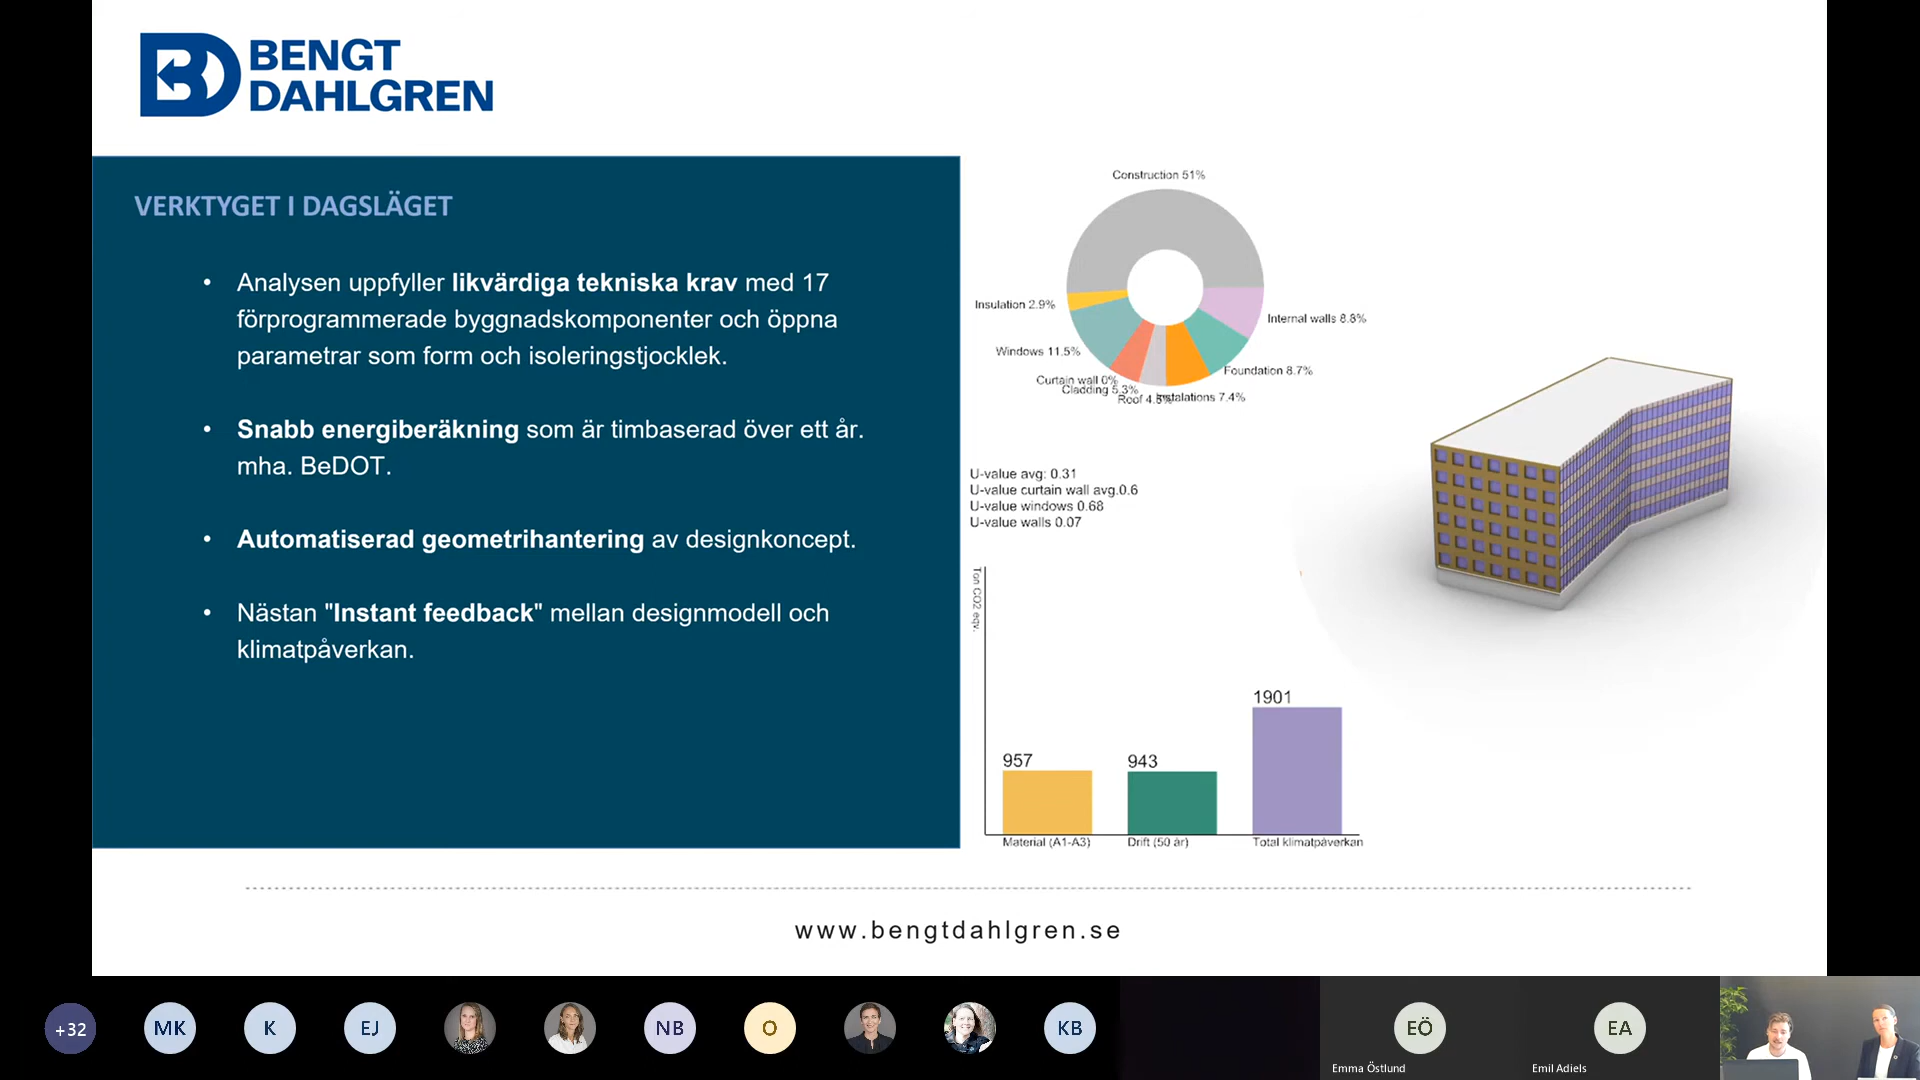 BENGT
DAHLGREN
VERKTYGET I DAGSLÄGET
• Analysen uppfyller likvärdiga tekniska krav med 17
förprogrammerade byggnadskomponenter och öppna
parametrar som form och isoleringstjocklek.
• Snabb energiberäkning som är timbaserad över ett år.
mha. BeDOT.
• Automatiserad geometrihantering av designkoncept.
• Nästan "Instant feedback" mellan designmodell och
klimatpåverkan.
Construction 51%
Insulation 2.9%
Internal walls 8.8%
Windows 11.5%
Foundation 8.7%
Curtain wall 0%
Cladding 5.3%
Instalations 7.4%
Roof
U-value avg: 0.31
U-value curtain wall avg.0.6
U-value windows 0.68
U-value walls 0.07
Ton CO2 eqv.
1901
957
943
Material (A1-A3)
Drift (50 år)
Total klimatpåverkan
www.bengtdahlgren.se
+32
MK
K
EJ
NB
O
KB
EÖ
EA
Emma Östlund
Emil Adiels